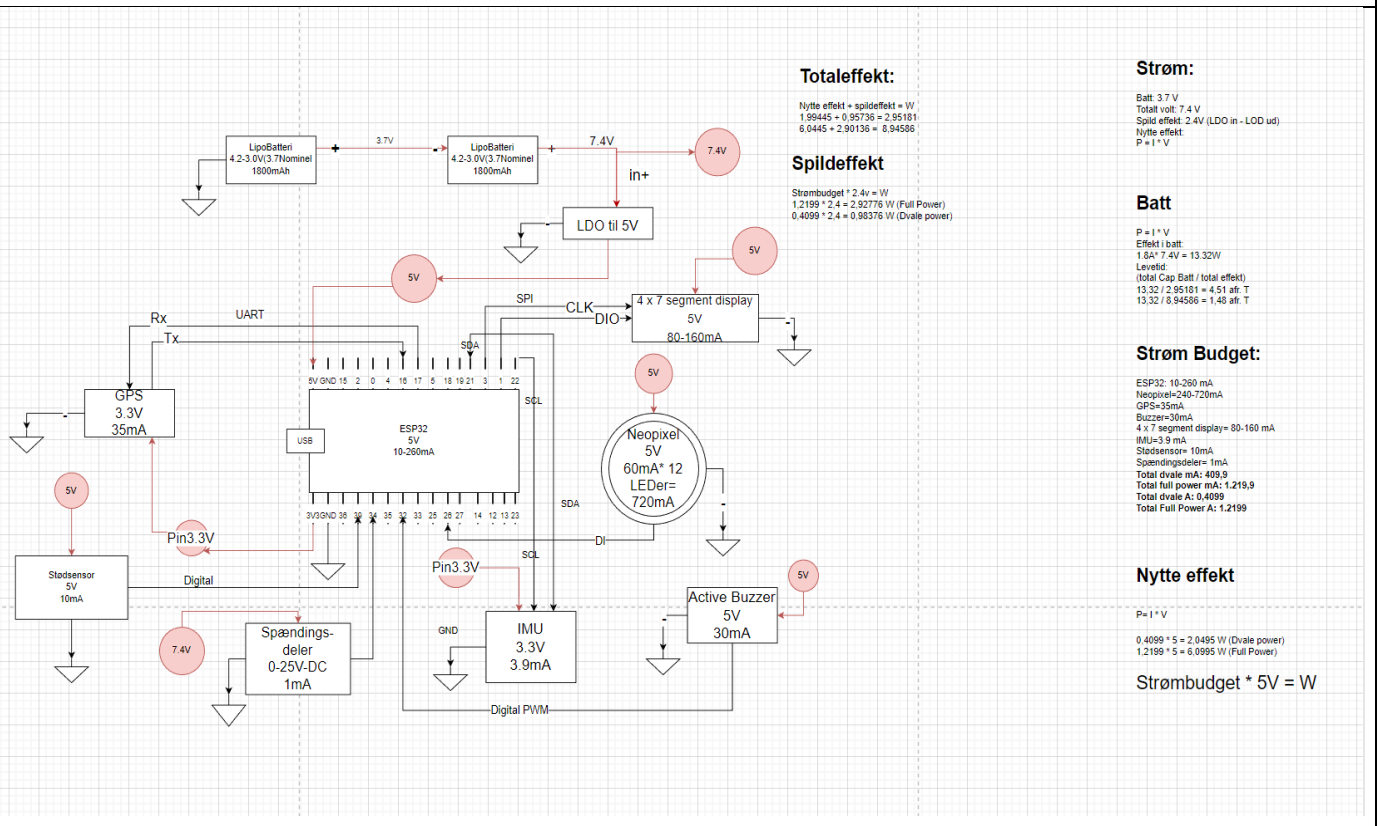 Totaleffekt:
Nytte effekt + spildeffekt = W
1,99445 + 0,95736 = 2,95181
6.0445 + 2,90136 = 8,94586
Spildeffekt
Strømbudget * 2.4v = W
1,2199 * 2,4 = 2,92776 W (Full Power)
0,4099 * 2,4 = 0,98376 W (Dvale power)
Strøm:
Batt: 3.7 V
Totalt volt: 7.4 V
Spild effekt: 2.4V (LDO in - LOD ud)
Nytte effekt:
P = I * V
Batt
P = I * V
Effekt i batt:
1.8A* 7.4V = 13.32W
Levetid:
(total Cap Batt / total effekt)
13,32 / 2,95181 = 4,51 afr. T
13,32 / 8,94586 = 1,48 afr. T
Strøm Budget:
ESP32: 10-260 mA
Neopixel=240-720mA
GPS=35mA
Buzzer=30mA
4 x 7 segment display= 80-160 mA
IMU=3.9 mA
Stødsensor= 10mA
Spændingsdeler= 1mA
Total dvale mA: 409,9
Total full power mA: 1.219,9
Total dvale A: 0,4099
Total Full Power A: 1.2199
Nytte effekt
P= I * V
0,4099 * 5 = 2,0495 W (Dvale power)
1,2199 * 5 = 6,0995 W (Full Power)
Strømbudget * 5V = W
LipoBatteri
4.2-3.0V(3.7Nominel
1800mAh
+
3.7V
-
LipoBatteri
4.2-3.0V(3.7Nominel
1800mAh
+
7.4V
7.4V
in+
LDO til 5V
-
5V
5V
4 x 7 segment display
5V
80-160mA
-
SPI
CLK
DIO
UART
Rx
Tx
SDA
SCL
5V GND 15 2 0 4 16 17 5 18 19 21 3 1 22
ESP32
5V
10-260mA
USB
3V3 GND 36 39 34 35 32 33 25 26 27 14 12 13 23
GPS
3.3V
35mA
-
5V
Neopixel
5V
60mA* 12
LEDer=
720mA
-
DI
SDA
SCL
5V
Pin3.3V
Stødsensor
5V
10mA
Digital
7.4V
Spændings-
deler
0-25V-DC
1mA
Pin3.3V
GND
IMU
3.3V
3.9mA
5V
Active Buzzer
5V
30mA
-
Digital PWM